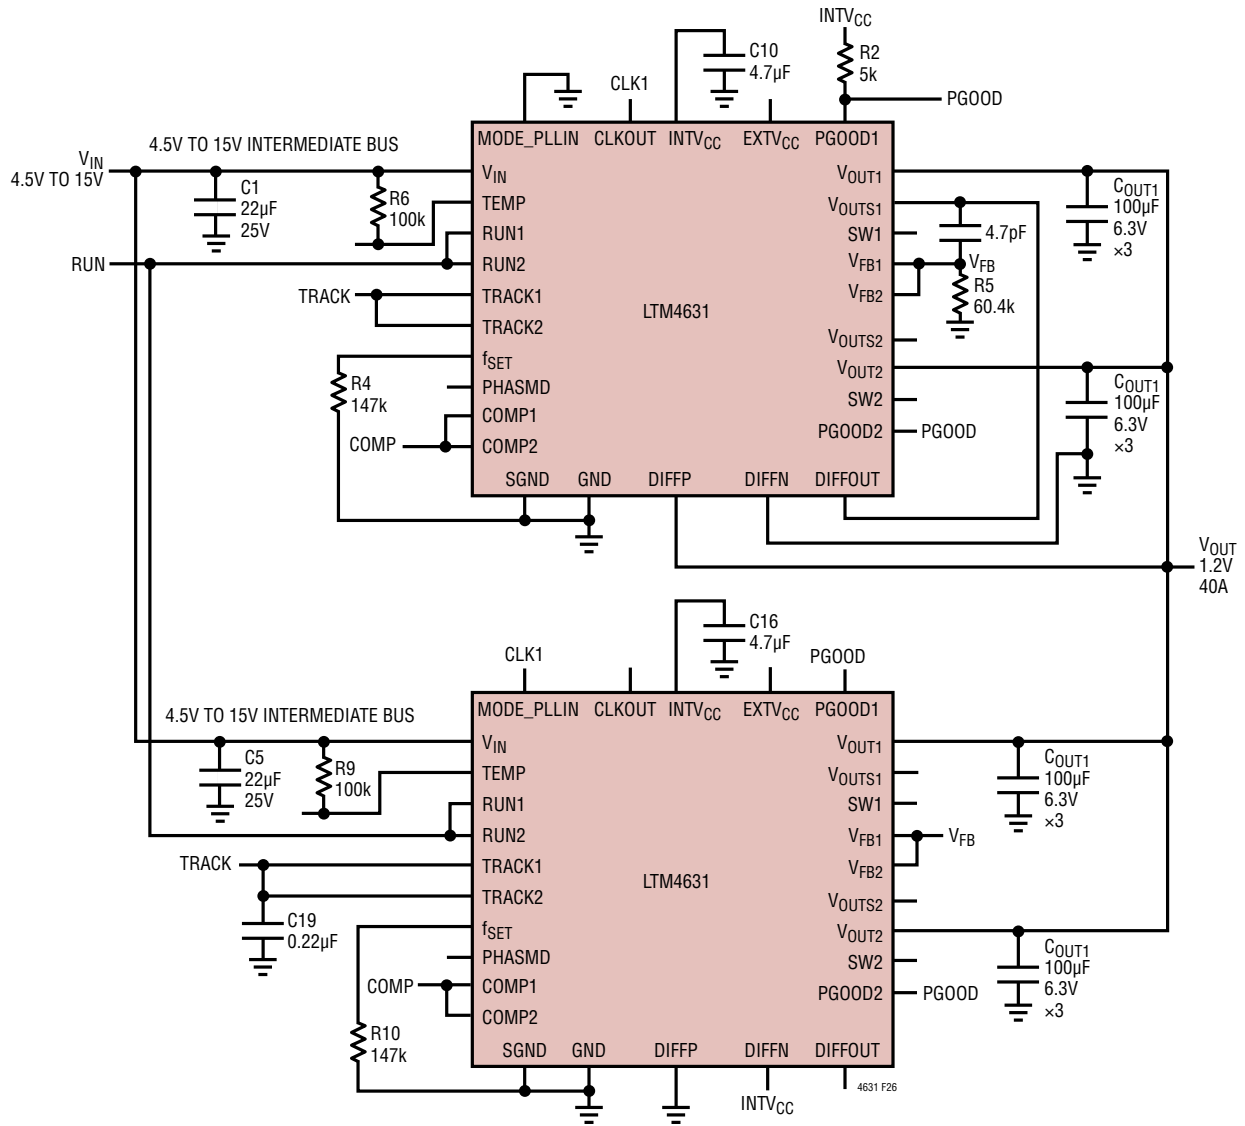 INTVCC
R2
5k
C10
4.7µF
CLK1
PGOOD
MODE_PLLIN CLKOUT INTVCC EXTVCC PGOOD1
4.5V TO 15V INTERMEDIATE BUS
VIN
4.5V TO 15V
C1
22µF
25V
R6
100k
VIN
TEMP
RUN1
RUN2
RUN
TRACK
TRACK1
TRACK2
fSET
R4
147k
PHASMD
COMP1
COMP
COMP2
LTM4631
VOUT1
VOUTS1
SW1
VFB1
VFB2
VOUTS2
VOUT2
SW2
PGOOD2
PGOOD
4.7pF
VFB
R5
60.4k
COUT1
100µF
6.3V
×3
COUT1
100µF
6.3V
×3
SGND GND DIFFP DIFFN DIFFOUT
VOUT
1.2V
40A
C16
4.7µF
CLK1
PGOOD
MODE_PLLIN CLKOUT INTVCC EXTVCC PGOOD1
4.5V TO 15V INTERMEDIATE BUS
C5
22µF
25V
R9
100k
VIN
TEMP
RUN1
RUN2
TRACK
TRACK1
TRACK2
C19
0.22µF
fSET
PHASMD
COMP
COMP1
COMP2
R10
147k
LTM4631
VOUT1
VOUTS1
SW1
VFB1
VFB2
VFB
VOUTS2
VOUT2
SW2
PGOOD2
PGOOD
COUT1
100µF
6.3V
×3
COUT1
100µF
6.3V
×3
SGND GND DIFFP DIFFN DIFFOUT
INTVCC
4631 F26